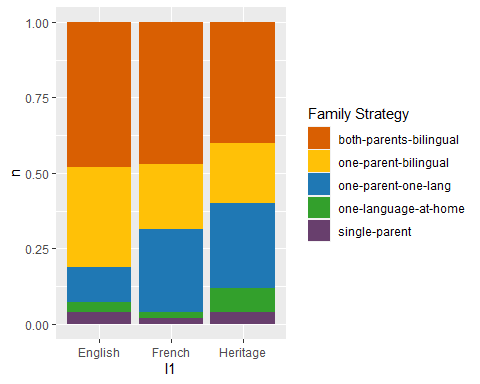 1.00
0.75
0.50
0.25
0.00
n
English French Heritage
l1
Family Strategy
both-parents-bilingual
one-parent-bilingual
one-parent-one-lang
one-language-at-home
single-parent